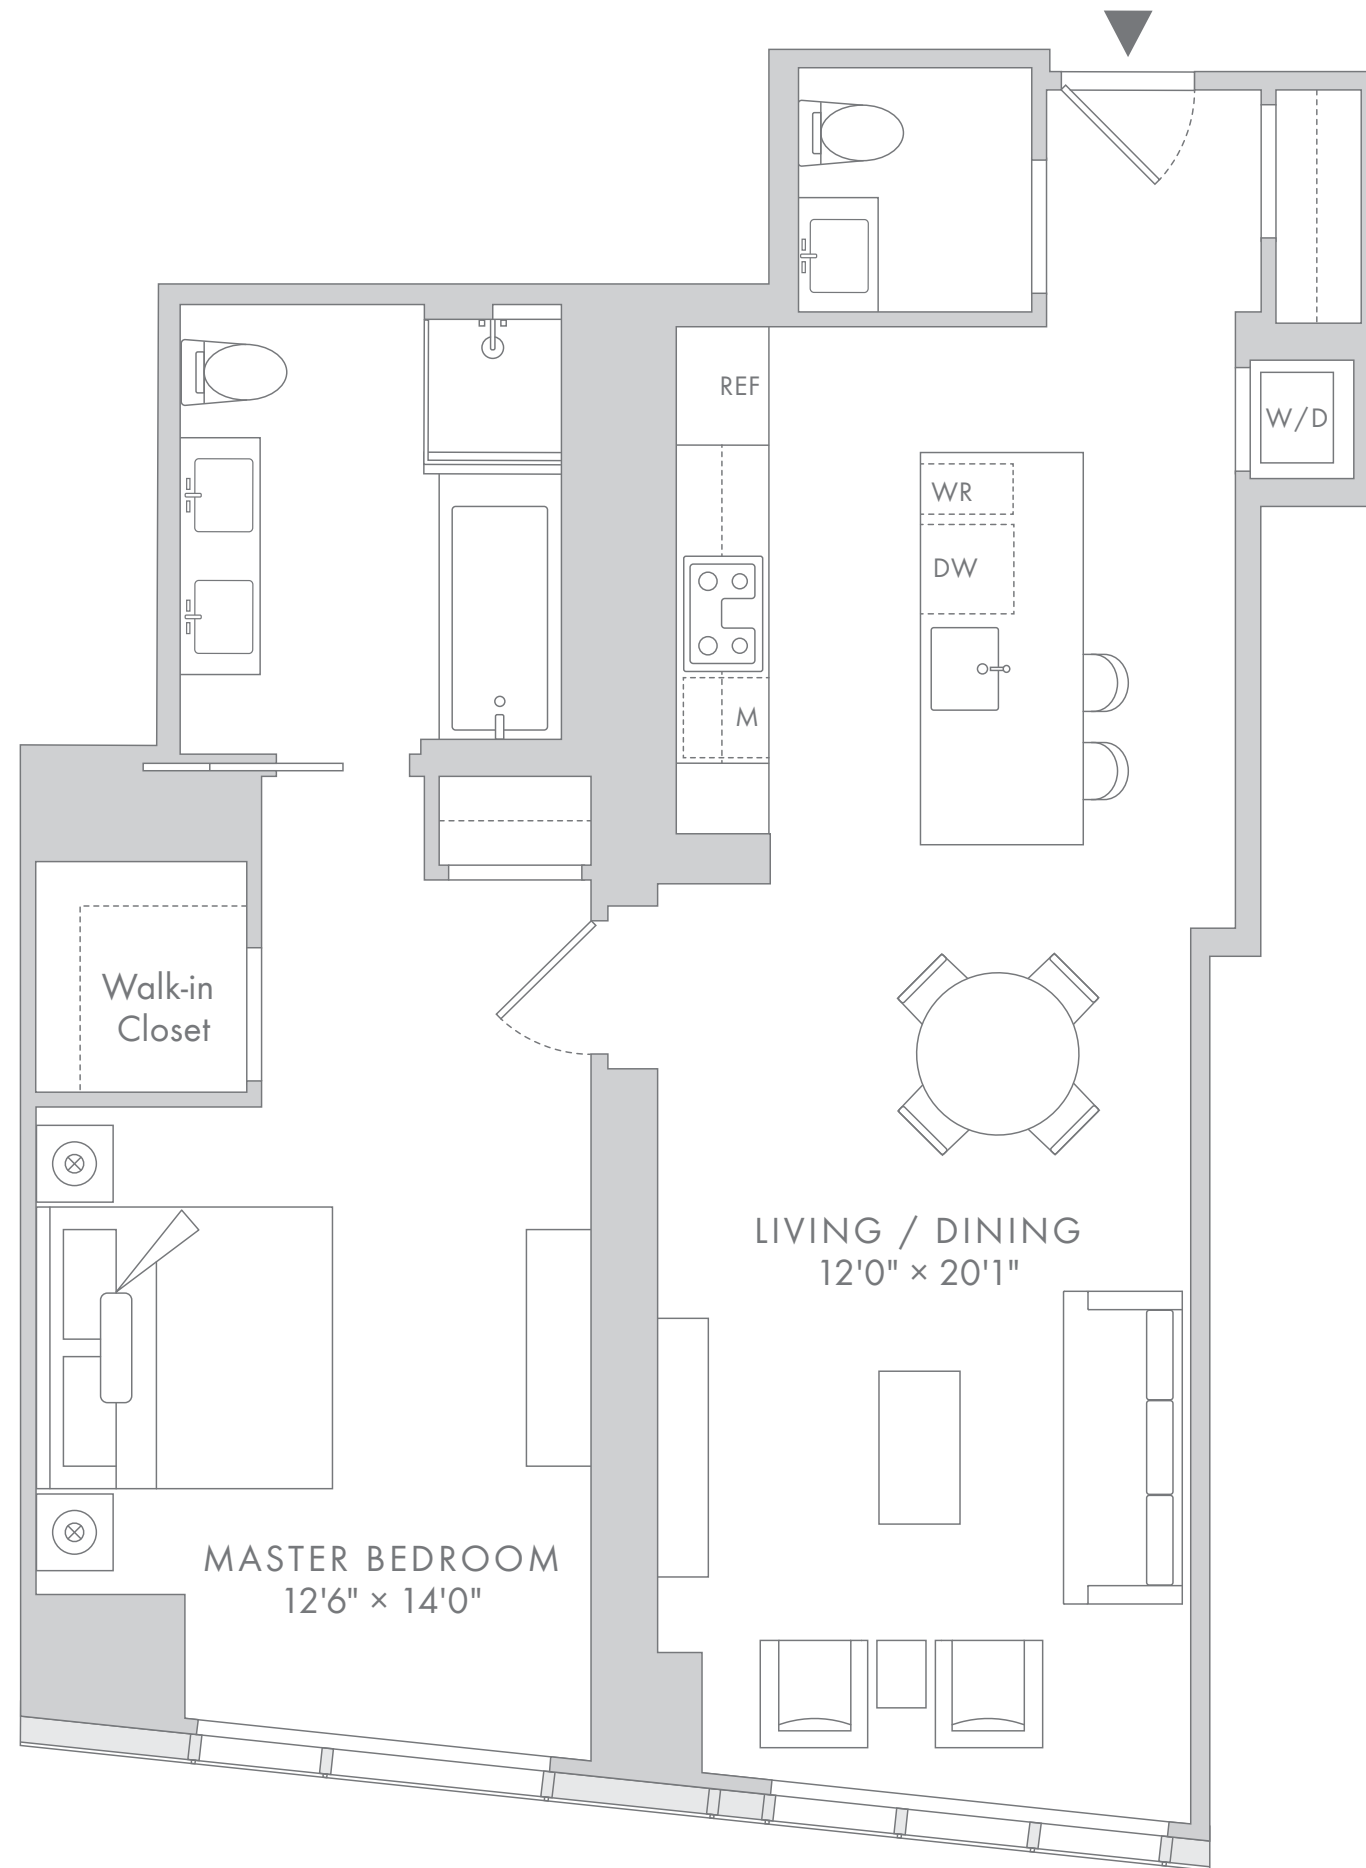 REF
W/D
WR
DW
M
Walk-in
Closet
LIVING / DINING
12'0" × 20'1"
MASTER BEDROOM
12'6" × 14'0"